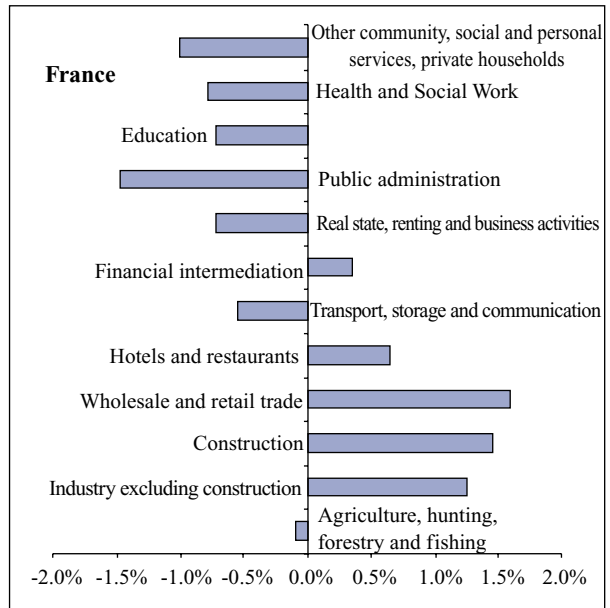 Other community, social and personal
services, private households
France
Health and Social Work
Education
Public administration
Real state, renting and business activities
Financial intermediation
Transport, storage and communication
Hotels and restaurants
Wholesale and retail trade
Construction
Industry excluding construction
Agriculture, hunting,
forestry and fishing
-2.0% -1.5% -1.0% -0.5% 0.0% 0.5% 1.0% 1.5% 2.0%